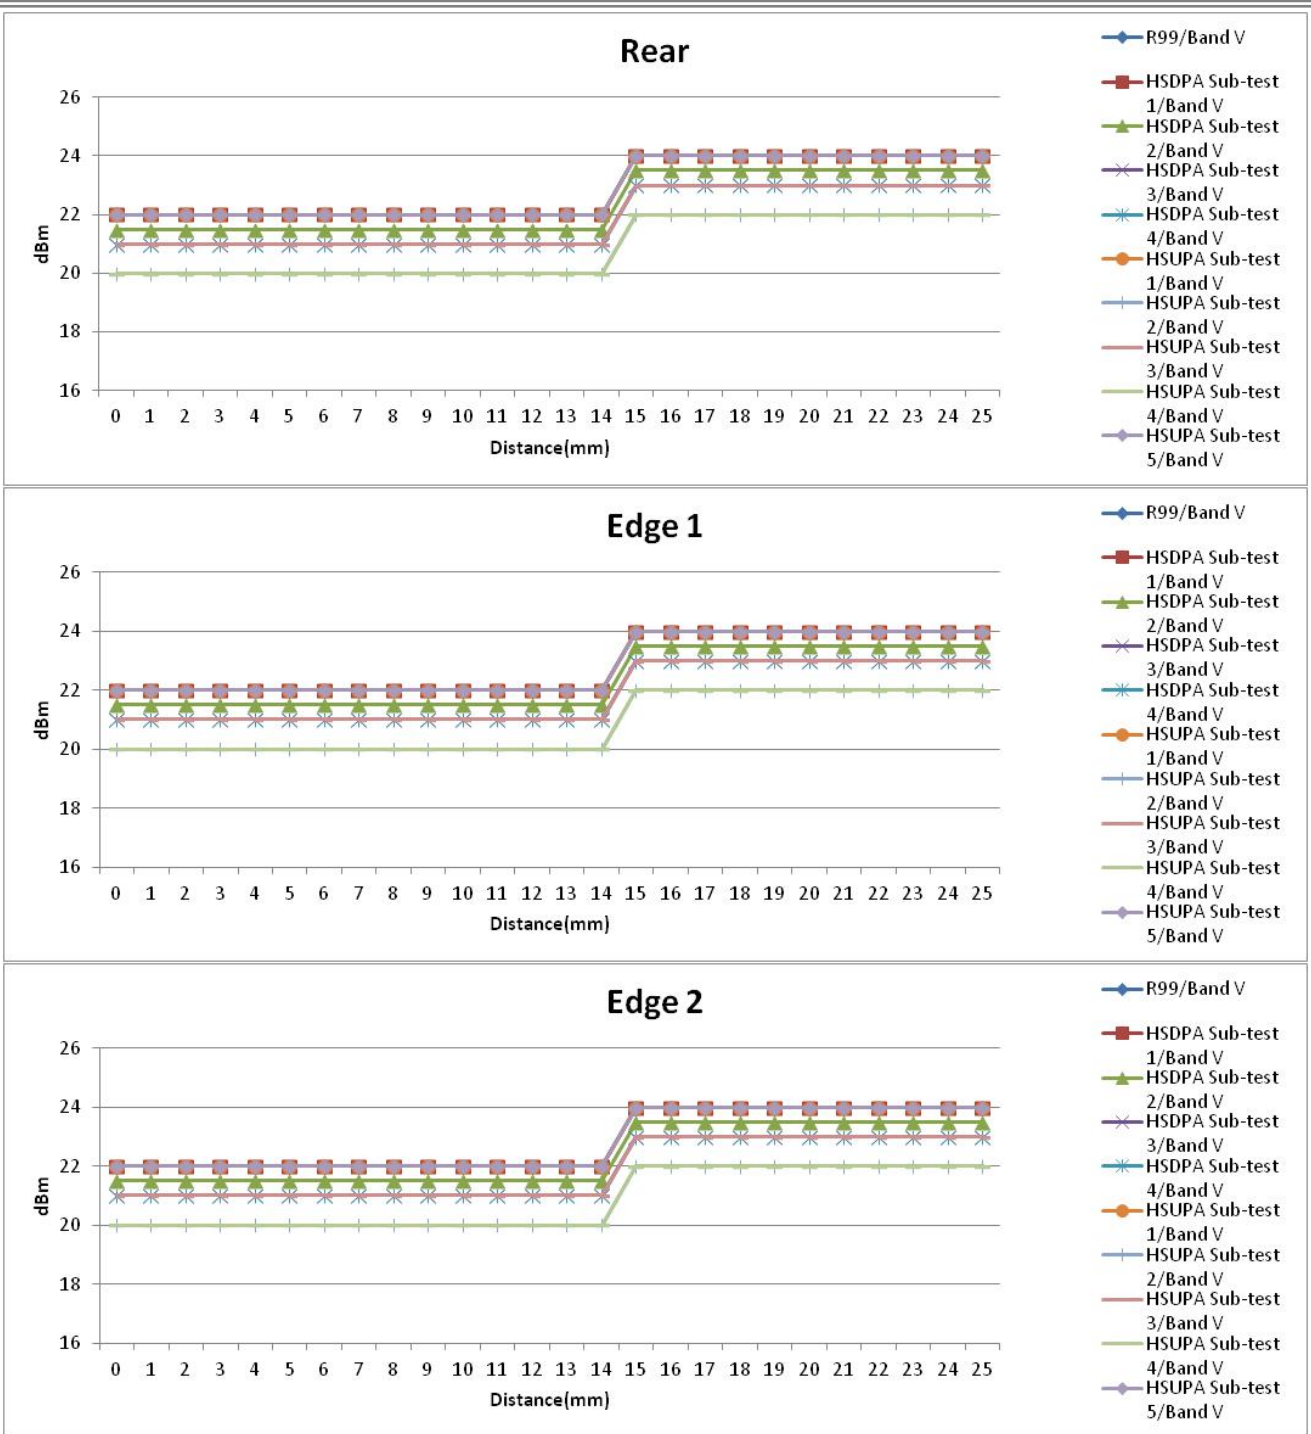 Rear
26
24
22
20
18
16
dBm
0 1 2 3 4 5 6 7 8 9 10 11 12 13 14 15 16 17 18 19 20 21 22 23 24 25
Distance(mm)
R99/Band V
HSDPA Sub-test
1/Band V
HSDPA Sub-test
2/Band V
HSDPA Sub-test
3/Band V
HSDPA Sub-test
4/Band V
HSUPA Sub-test
1/Band V
HSUPA Sub-test
2/Band V
HSUPA Sub-test
3/Band V
HSUPA Sub-test
4/Band V
HSUPA Sub-test
5/Band V
Edge 1
26
24
22
20
18
16
dBm
0 1 2 3 4 5 6 7 8 9 10 11 12 13 14 15 16 17 18 19 20 21 22 23 24 25
Distance(mm)
R99/Band V
HSDPA Sub-test
1/Band V
HSDPA Sub-test
2/Band V
HSDPA Sub-test
3/Band V
HSDPA Sub-test
4/Band V
HSUPA Sub-test
1/Band V
HSUPA Sub-test
2/Band V
HSUPA Sub-test
3/Band V
HSUPA Sub-test
4/Band V
HSUPA Sub-test
5/Band V
Edge 2
26
24
22
20
18
16
dBm
0 1 2 3 4 5 6 7 8 9 10 11 12 13 14 15 16 17 18 19 20 21 22 23 24 25
Distance(mm)
R99/Band V
HSDPA Sub-test
1/Band V
HSDPA Sub-test
2/Band V
HSDPA Sub-test
3/Band V
HSDPA Sub-test
4/Band V
HSUPA Sub-test
1/Band V
HSUPA Sub-test
2/Band V
HSUPA Sub-test
3/Band V
HSUPA Sub-test
4/Band V
HSUPA Sub-test
5/Band V